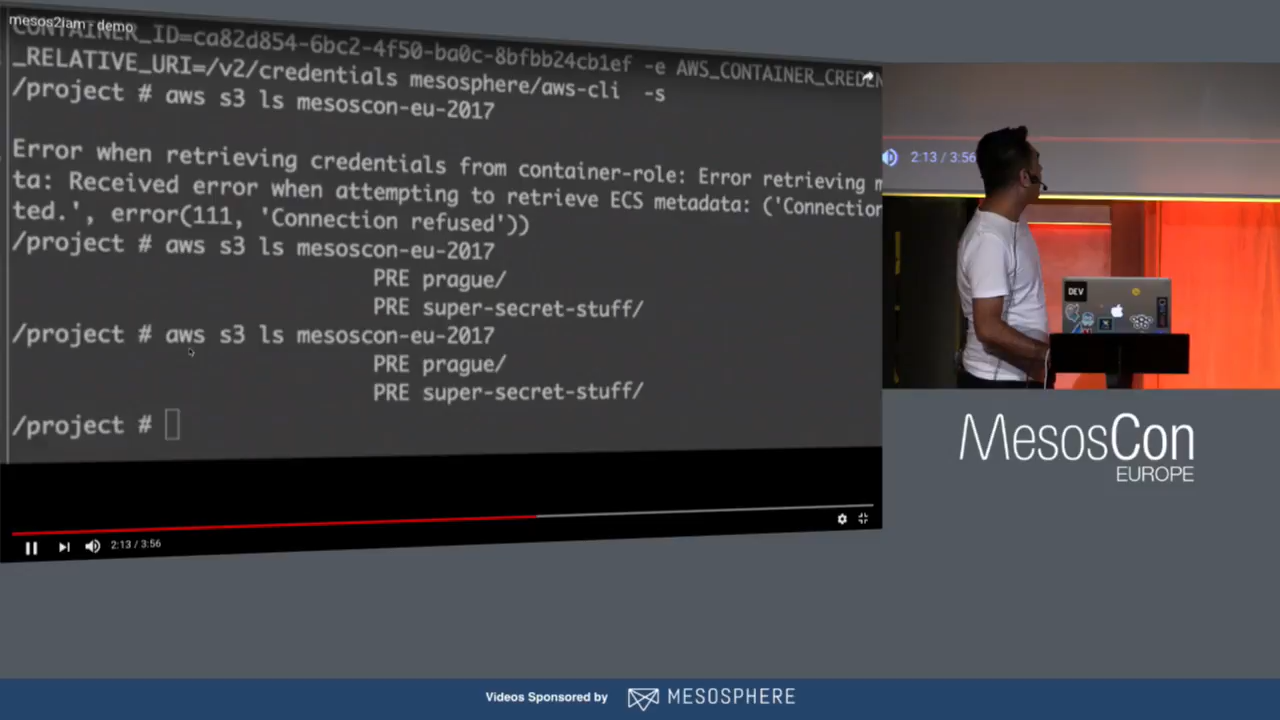 mesos2iam - demo
CONTAINER_ID=ca82d854-6bc2-4f50-ba0c-8bfbb24cb1ef -e AWS_CONTAINER_CREDEN
_RELATIVE_URI=/v2/credentials mesosphere/aws-cli -s
/project # aws s3 ls mesoscon-eu-2017
Error when retrieving credentials from container-role: Error retrieving m
ta: Received error when attempting to retrieve ECS metadata: ('Connection
ted.', error(111, 'Connection refused'))
/project # aws s3 ls mesoscon-eu-2017
PRE prague/
PRE super-secret-stuff/
/project # aws s3 ls mesoscon-eu-2017
PRE prague/
PRE super-secret-stuff/
/project #
2:13 / 3:56
2:13 / 3:56
DEV
MesosCon
EUROPE
Videos Sponsored by MESOSPHERE